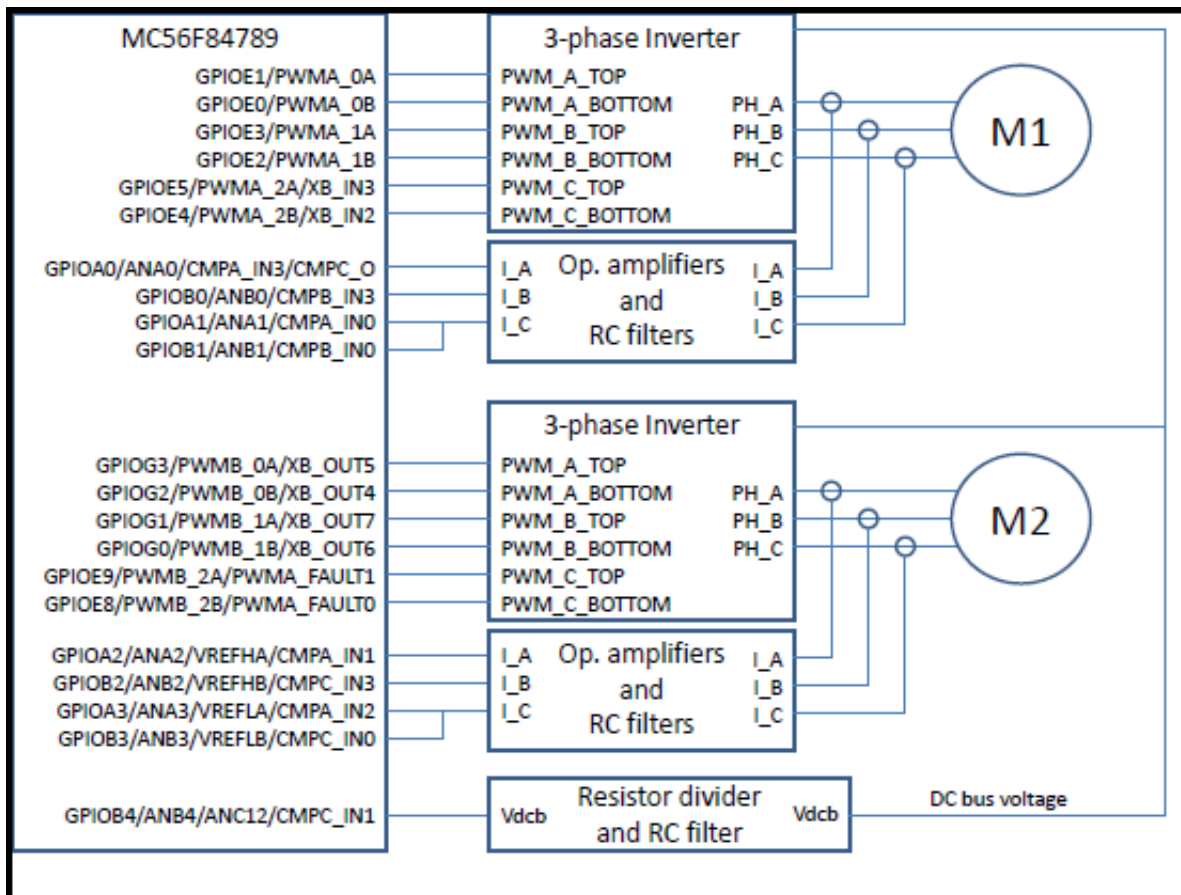 MC56F84789
GPIOE1/PWMA_0A
GPIOE0/PWMA_0B
GPIOE3/PWMA_1A
GPIOE2/PWMA_1B
GPIOE5/PWMA_2A/XB_IN3
GPIOE4/PWMA_2B/XB_IN2
GPIOA0/ANA0/CMPA_IN3/CMPC_O
GPIOB0/ANB0/CMPB_IN3
GPIOA1/ANA1/CMPA_IN0
GPIOB1/ANB1/CMPB_IN0
GPIOG3/PWMB_0A/XB_OUT5
GPIOG2/PWMB_0B/XB_OUT4
GPIOG1/PWMB_1A/XB_OUT7
GPIOG0/PWMB_1B/XB_OUT6
GPIOE9/PWMB_2A/PWMA_FAULT1
GPIOE8/PWMB_2B/PWMA_FAULT0
GPIOA2/ANA2/VREFHA/CMPA_IN1
GPIOB2/ANB2/VREFHB/CMPC_IN3
GPIOA3/ANA3/VREFLA/CMPA_IN2
GPIOB3/ANB3/VREFLB/CMPC_IN0
GPIOB4/ANB4/ANC12/CMPC_IN1
3-phase Inverter
PWM_A_TOP
PWM_A_BOTTOM PH_A
PWM_B_TOP PH_B
PWM_B_BOTTOM PH_C
PWM_C_TOP
PWM_C_BOTTOM
M1
I_A Op. amplifiers I_A
I_B and I_B
I_C RC filters I_C
3-phase Inverter
PWM_A_TOP
PWM_A_BOTTOM PH_A
PWM_B_TOP PH_B
PWM_B_BOTTOM PH_C
PWM_C_TOP
PWM_C_BOTTOM
M2
I_A Op. amplifiers I_A
I_B and I_B
I_C RC filters I_C
Vdcb Resistor divider Vdcb
and RC filter
DC bus voltage